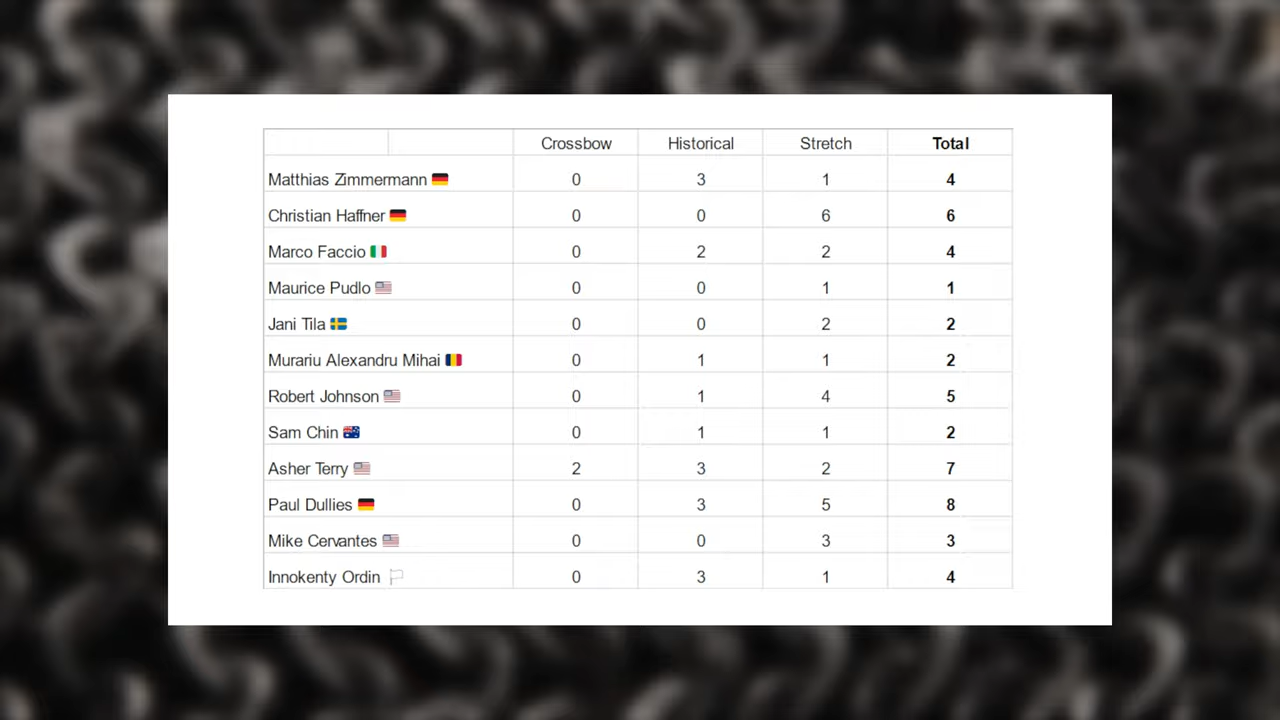 Crossbow Historical Stretch Total
Matthias Zimmermann 🇩🇪 0 3 1 4
Christian Haffner 🇩🇪 0 0 6 6
Marco Faccio 🇮🇹 0 2 2 4
Maurice Pudlo 🇺🇸 0 0 1 1
Jani Tila 🇸🇪 0 0 2 2
Murariu Alexandru Mihai 🇷🇴 0 1 1 2
Robert Johnson 🇺🇸 0 1 4 5
Sam Chin 🇦🇺 0 1 1 2
Asher Terry 🇺🇸 2 3 2 7
Paul Dullies 🇩🇪 0 3 5 8
Mike Cervantes 🇺🇸 0 0 3 3
Innokenty Ordin 🏳 0 3 1 4